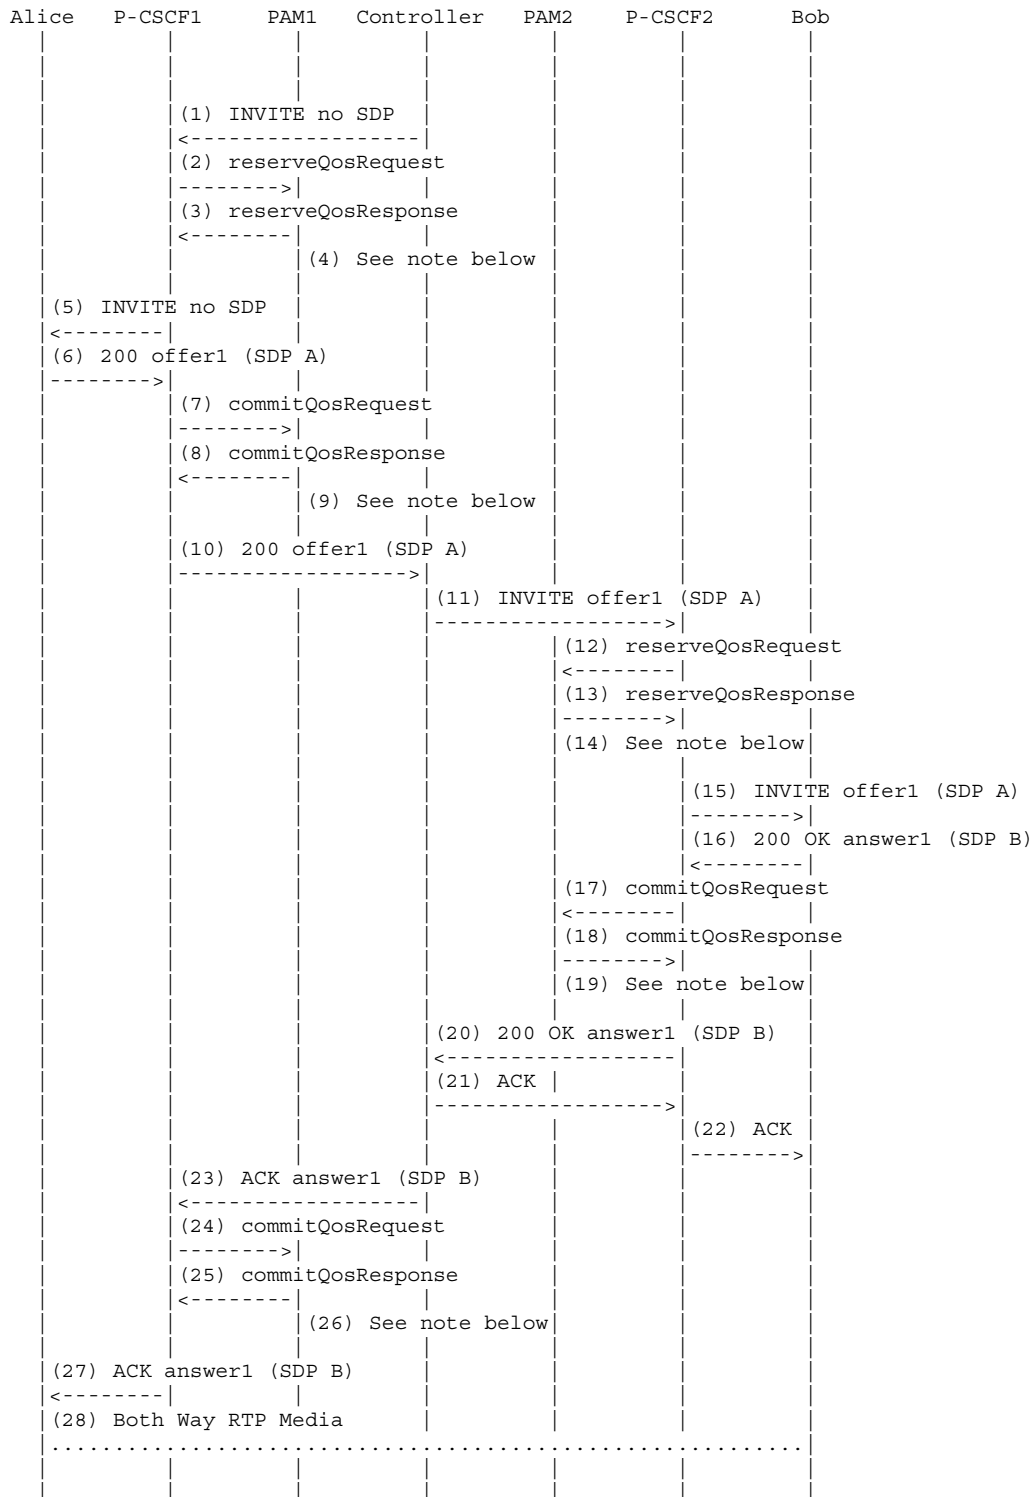 Alice P-CSCF1 PAM1 Controller PAM2 P-CSCF2 Bob
(1) INVITE no SDP
(2) reserveQosRequest
(3) reserveQosResponse
(4) See note below
(5) INVITE no SDP
(6) 200 offer1 (SDP A)
(7) commitQosRequest
(8) commitQosResponse
(9) See note below
(10) 200 offer1 (SDP A)
(11) INVITE offer1 (SDP A)
(12) reserveQosRequest
(13) reserveQosResponse
(14) See note below
(15) INVITE offer1 (SDP A)
(16) 200 OK answer1 (SDP B)
(17) commitQosRequest
(18) commitQosResponse
(19) See note below
(20) 200 OK answer1 (SDP B)
(21) ACK
(22) ACK
(23) ACK answer1 (SDP B)
(24) commitQosRequest
(25) commitQosResponse
(26) See note below
(27) ACK answer1 (SDP B)
(28) Both Way RTP Media